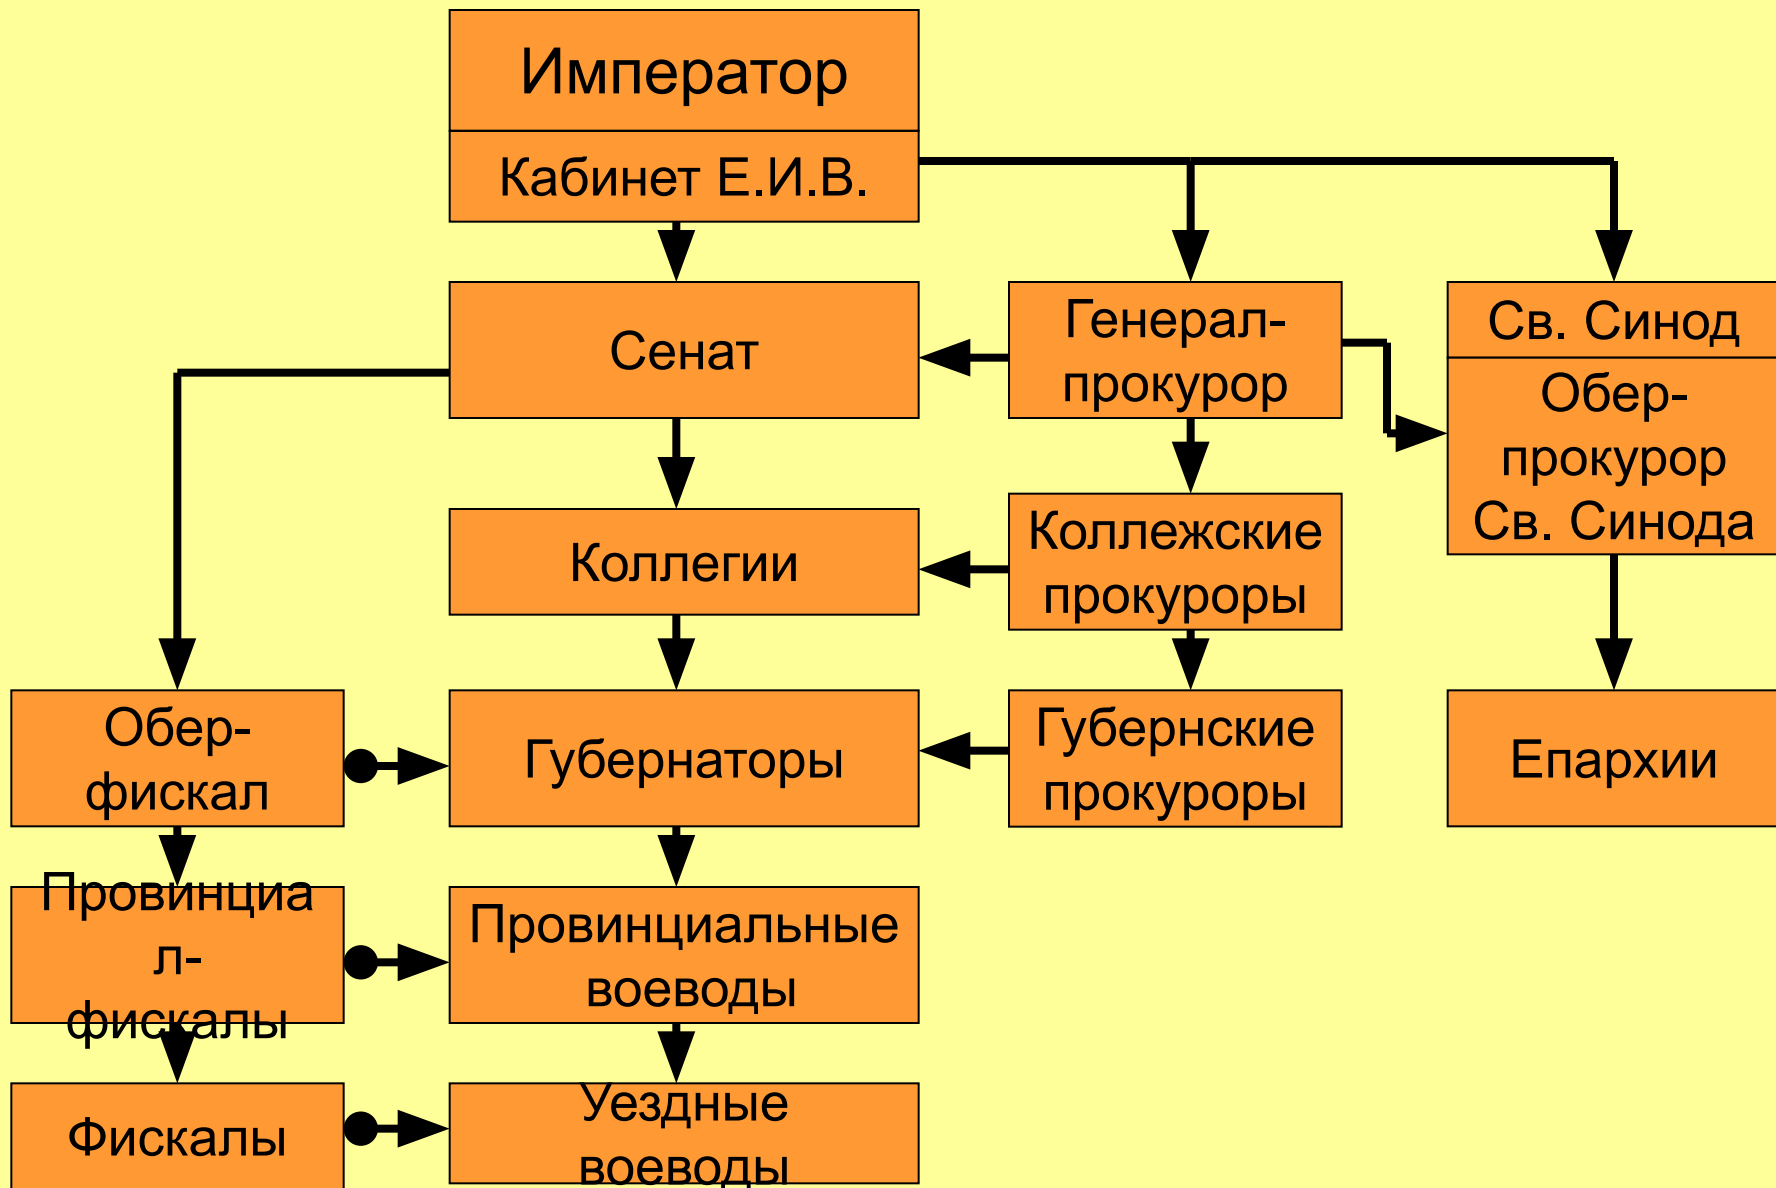 Император
Кабинет Е.И.В.
Сенат
Генерал-
прокурор
Св. Синод
Обер-
прокурор
Св. Синода
Коллегии
Коллежские
прокуроры
Обер-
фискал
Губернаторы
Губернские
прокуроры
Епархии
Провинциа
л-
фискалы
Провинциальные
воеводы
Фискалы
Уездные
воеводы